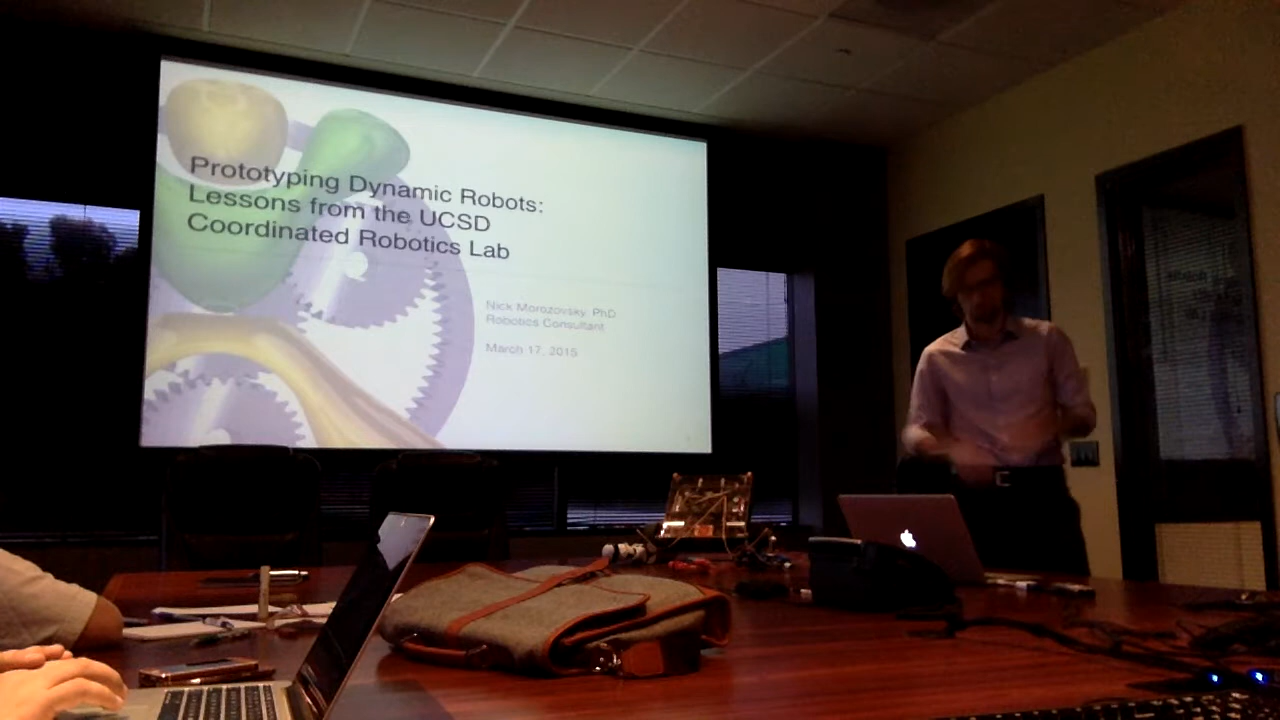 Prototyping Dynamic Robots:
Lessons from the UCSD
Coordinated Robotics Lab
Nick Morozovsky, PhD
Robotics Consultant
March 17, 2015